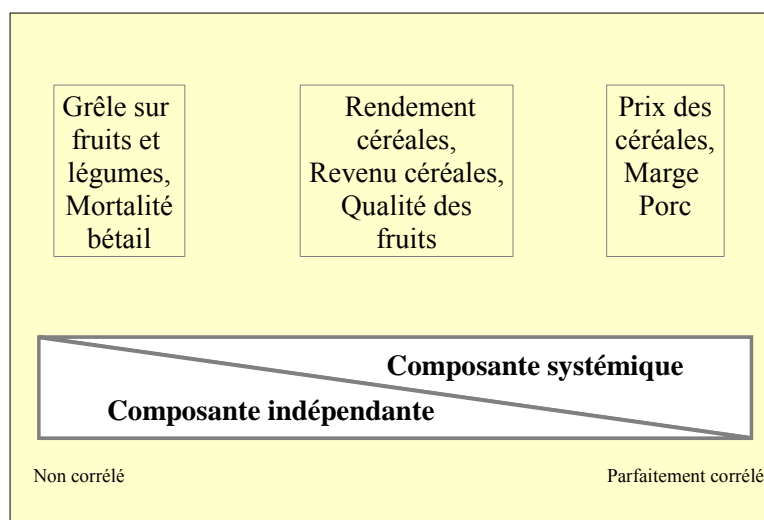 Grêle sur
fruits et
légumes,
Mortalité
bétail
Rendement
céréales,
Revenu céréales,
Qualité des
fruits
Prix des
céréales,
Marge
Porc
Composante systémique
Composante indépendante
Non corrélé
Parfaitement corrélé